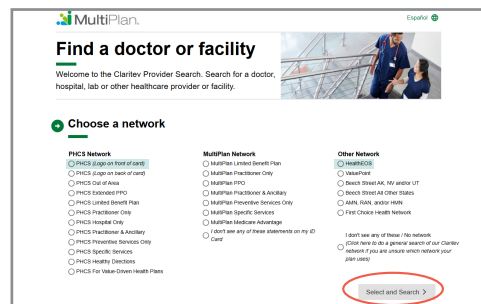 MultiPlan.
Español
Find a doctor
or facility
Welcome to the Claritev Provider Search. Search for a doctor,
hospital, lab or other healthcare provider or facility.
Choose a network
PHCS Network
PHCS (Logo on front of card)
PHCS (Logo on back of card)
PHCS Out of Area
PHCS Extended PPO
PHCS Limited Benefit Plan
PHCS Practitioner Only
PHCS Hospital Only
PHCS Practitioner & Ancillary
PHCS Preventive Services Only
PHCS Specific Services
PHCS Healthy Directions
PHCS For Value-Driven Health Plans
MultiPlan Network
MultiPlan Limited Benefit Plan
MultiPlan Practitioner Only
MultiPlan PPO
MultiPlan Practitioner & Ancillary
MultiPlan Preventive Services Only
MultiPlan Specific Services
MultiPlan Medicare Advantage
I don't see any of these statements on my ID
Card
Other Network
HealthEOS
ValuePoint
Beech Street AK, NV and/or UT
Beech Street All Other States
AMN, RAN, and/or HMN
First Choice Health Network
I don't see any of these / No network
(Click here to do a general search of our Claritev
network if you are unsure which network your
plan uses)
Select and Search >